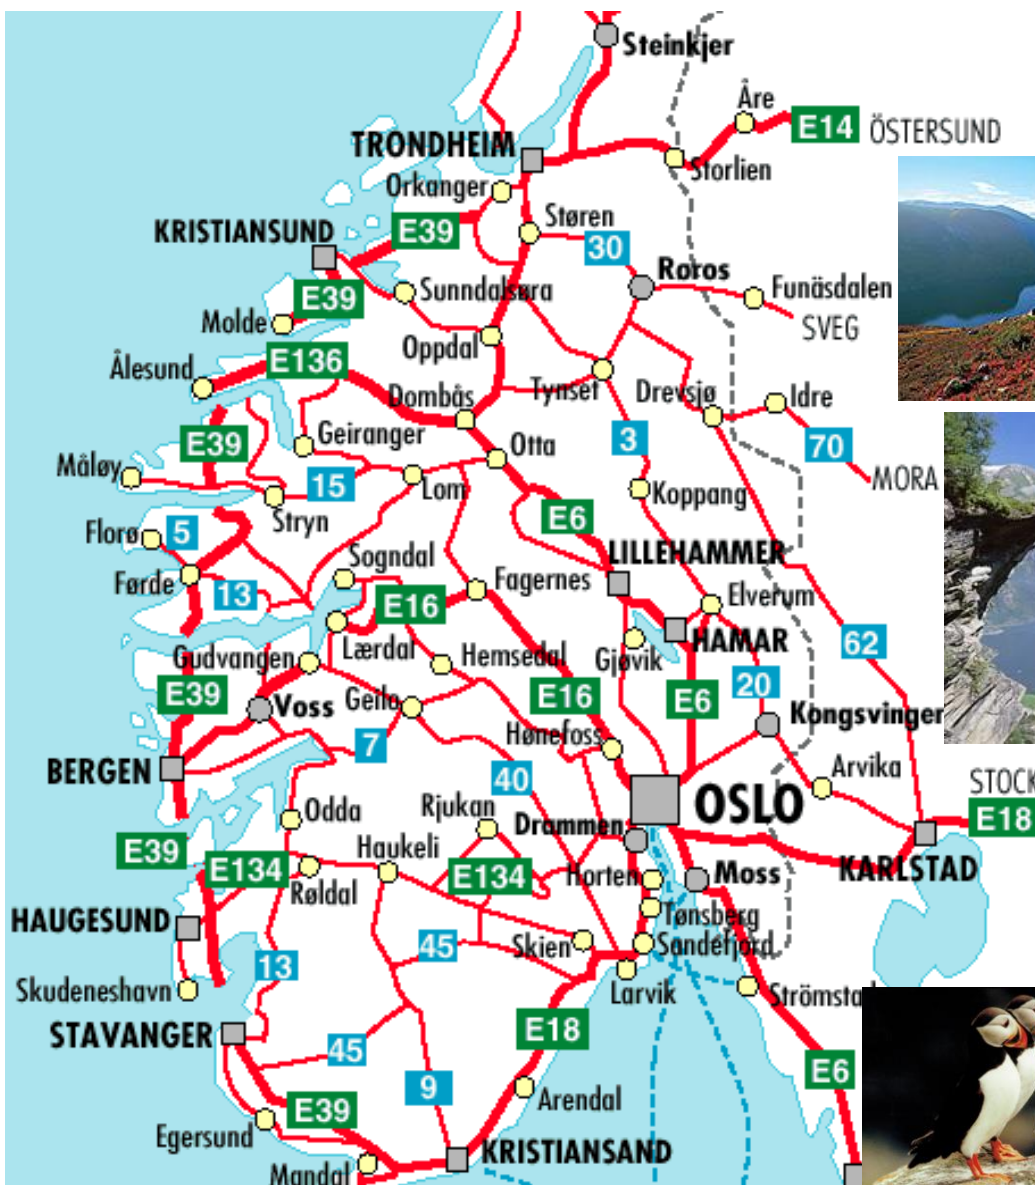 Steinkjer
Åre
E14 ÖSTERSUND
TRONDHEIM
Storlien
Orkanger
Støren
E39
KRISTIANSUND
30
Roros
E39
Sunndalsøra
Funäsdalen
SVEG
Molde
Oppdal
E136
Ålesund
Tynset
Drevsjø
Idre
Dombås
Geiranger
E39
Otta
3
70
Måløy
15
Lom
Koppang
MORA
Stryn
Florø
5
E6
LILLEHAMMER
Sogndal
Førde
13
E16
Fagernes
Elverum
HAMAR
Lærdal
Gudvangen
Hemsedal
Gjøvik
62
E39
Voss
Geilo
E16
E6
20
Kongsvinger
7
Hønefoss
BERGEN
40
Arvika
STOCK
Odda
Rjukan
OSLO
E18
Drammen
E39
E134
Haukeli
KARLSTAD
Røldal
E134
Horten
Moss
HAUGESUND
Tønsberg
45
Skien
Sandefjord
13
Skudeneshavn
Larvik
Strömstad
STAVANGER
E18
45
E6
9
E39
Arendal
Egersund
KRISTIANSAND
Mandal